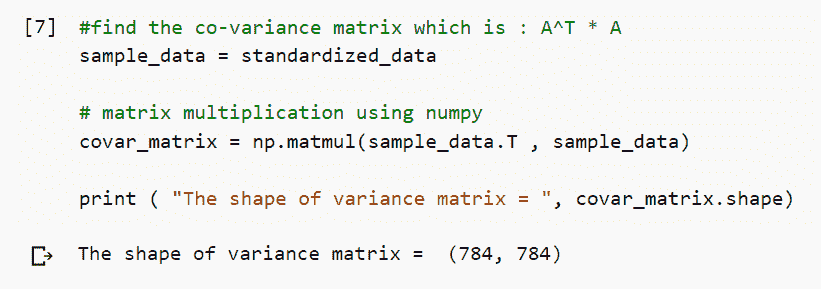 [7] #find the co-variance matrix which is : A^T * A
sample_data = standardized_data
# matrix multiplication using numpy
covar_matrix = np.matmul(sample_data.T , sample_data)
print ( "The shape of variance matrix = ", covar_matrix.shape)
The shape of variance matrix =  (784, 784)